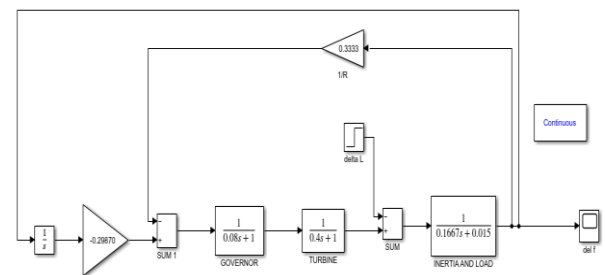 0.3333
1/R
Continuous
delta L
1
s
-0.29870
−
+
SUM 1
1
0.08s+1
GOVERNOR
1
0.4s+1
TURBINE
−
+
SUM
1
0.1667s+0.015
INERTIA AND LOAD
del f